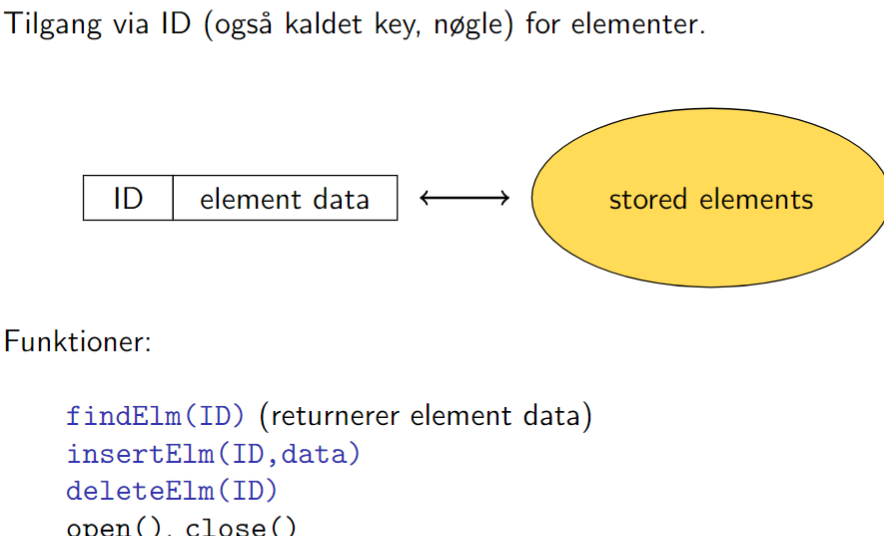 Tilgang via ID (også kaldet key, nøgle) for elementer.
ID element data
stored elements
Funktioner:
findElm(ID) (returnerer element data)
insertElm(ID,data)
deleteElm(ID)
open(), close()